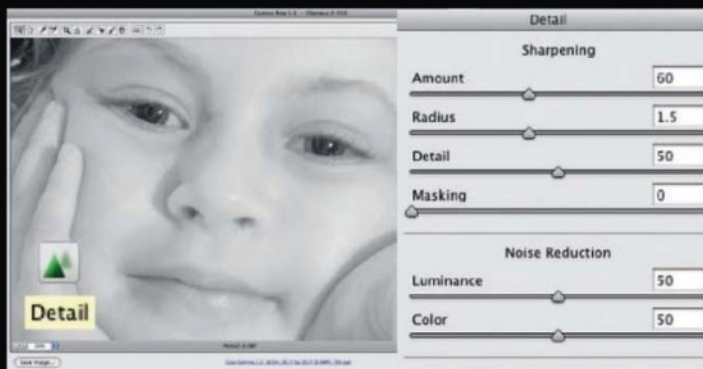 Detail
Sharpening
Amount 60
Radius 1.5
Detail 50
Masking 0
Noise Reduction
Luminance 50
Color 50
Detail